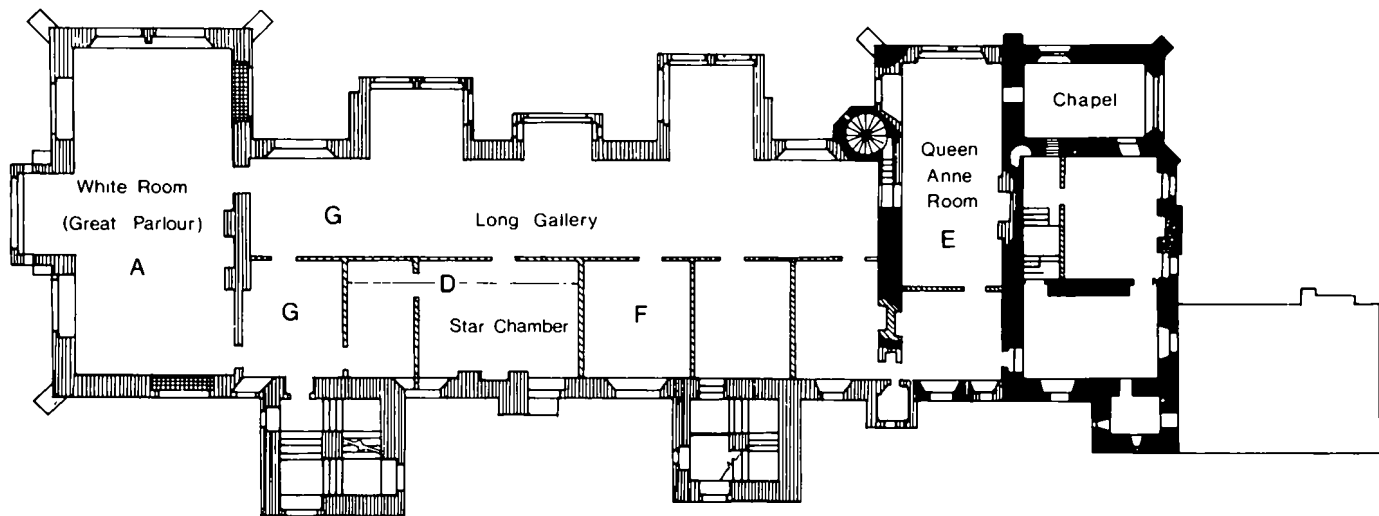 White Room
(Great Parlour)
A
G
Long Gallery
G
D
Star Chamber
F
Queen
Anne
Room
E
Chapel